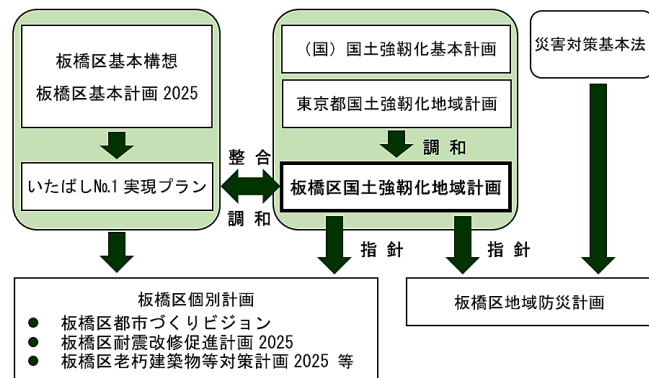 板橋区基本構想
板橋区基本計画 2025
いたばし№1 実現プラン
整 合
調 和
（国）国土強靭化基本計画
東京都国土強靭化地域計画
調 和
板橋区国土強靭化地域計画
災害対策基本法
指 針
指 針
板橋区個別計画
● 板橋区都市づくりビジョン
● 板橋区耐震改修促進計画 2025
● 板橋区老朽建築物等対策計画 2025 等
板橋区地域防災計画